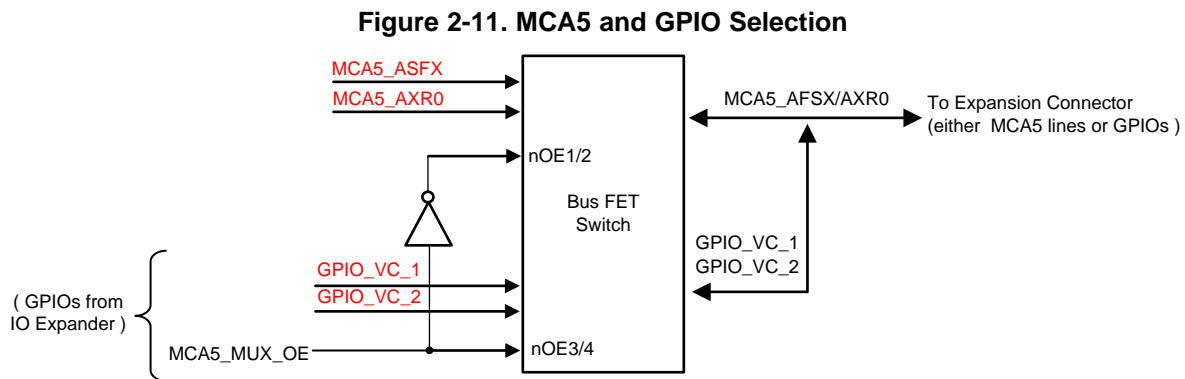 Figure 2-11. MCA5 and GPIO Selection
MCA5_ASFX
MCA5_AXR0
nOE1/2
Bus FET
Switch
MCA5_AFSX/AXR0
To Expansion Connector
(either MCA5 lines or GPIOs )
GPIO_VC_1
GPIO_VC_2
GPIO_VC_1
GPIO_VC_2
( GPIOs from
IO Expander )
MCA5_MUX_OE
nOE3/4